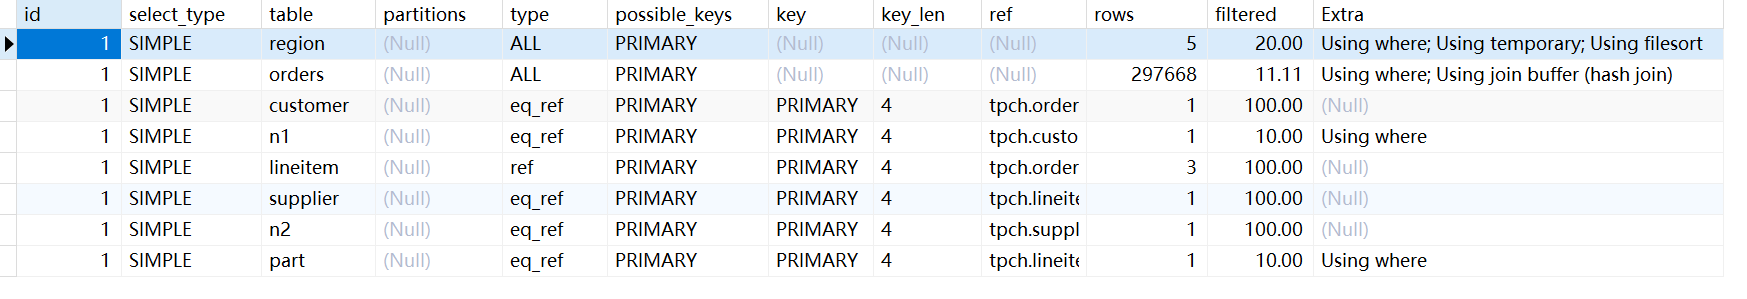 id select_type table partitions type possible_keys key key_len ref rows filtered Extra
1 SIMPLE region (Null) ALL PRIMARY (Null) (Null) (Null) 5 20.00 Using where; Using temporary; Using filesort
1 SIMPLE orders (Null) ALL PRIMARY (Null) (Null) (Null) 297668 11.11 Using where; Using join buffer (hash join)
1 SIMPLE customer (Null) eq_ref PRIMARY PRIMARY 4 tpch.order 1 100.00 (Null)
1 SIMPLE n1 (Null) eq_ref PRIMARY PRIMARY 4 tpch.custo 1 10.00 Using where
1 SIMPLE lineitem (Null) ref PRIMARY PRIMARY 4 tpch.order 3 100.00 (Null)
1 SIMPLE supplier (Null) eq_ref PRIMARY PRIMARY 4 tpch.lineite 1 100.00 (Null)
1 SIMPLE n2 (Null) eq_ref PRIMARY PRIMARY 4 tpch.suppl 1 100.00 (Null)
1 SIMPLE part (Null) eq_ref PRIMARY PRIMARY 4 tpch.lineite 1 10.00 Using where